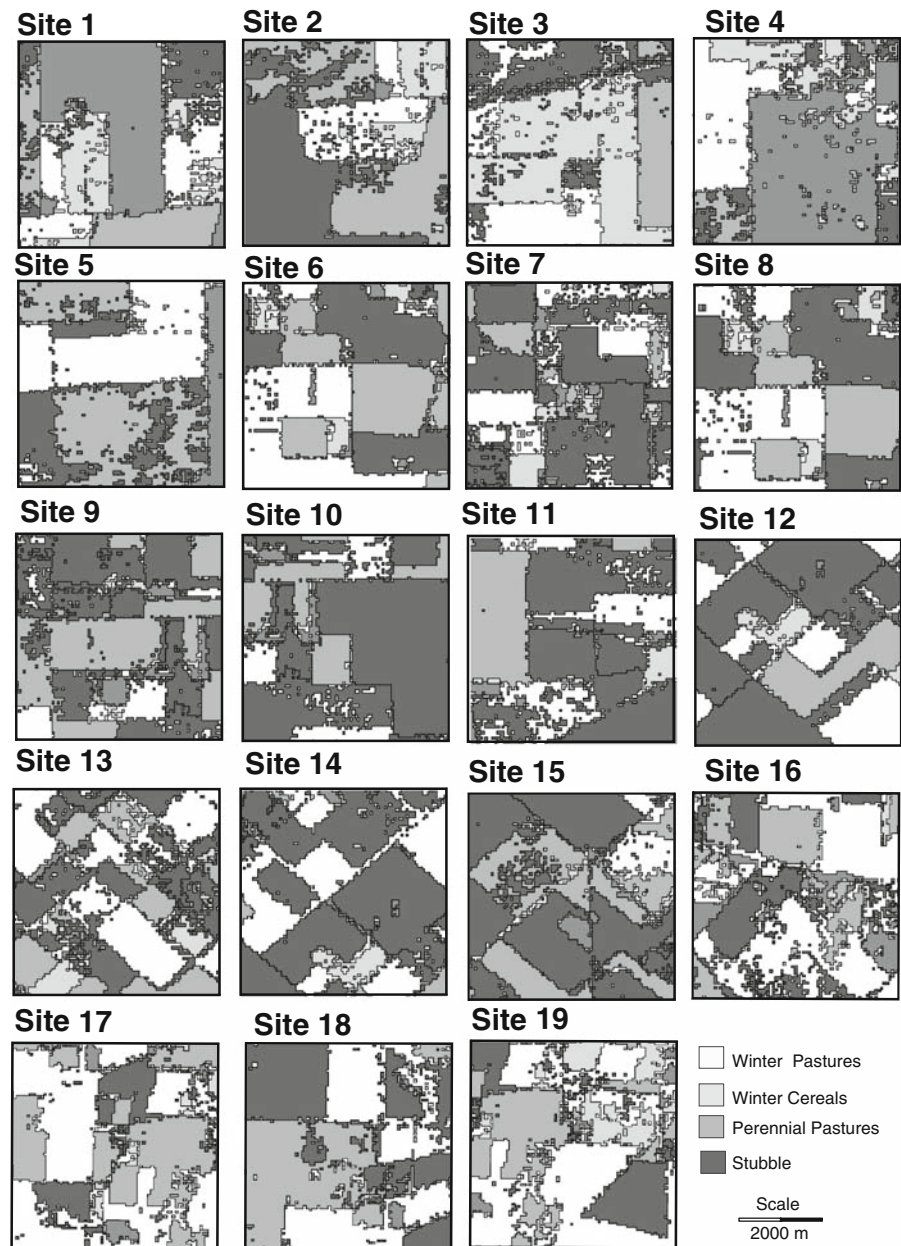 Site 1
Site 2
Site 3
Site 4
Site 5
Site 6
Site 7
Site 8
Site 9
Site 10
Site 11
Site 12
Site 13
Site 14
Site 15
Site 16
Site 17
Site 18
Site 19
Winter Pastures
Winter Cereals
Perennial Pastures
Stubble
Scale
2000 m